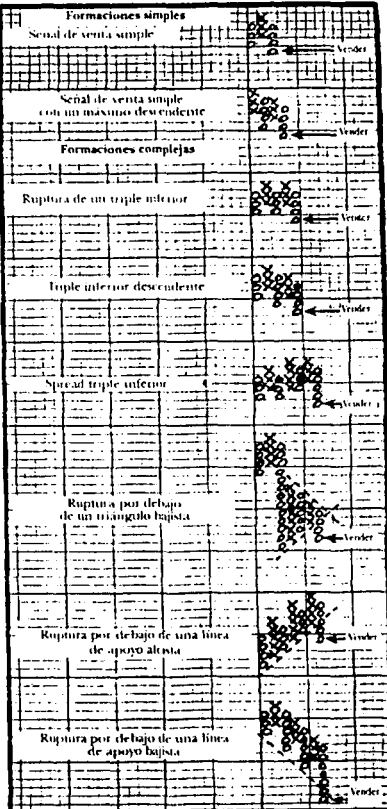 Formaciones simples
Señal de venta simple
Vender
Señal de venta simple
con un máximo descendente
Vender
Formaciones complejas
Ruptura de un triple inferior
Vender
Triple inferior descendente
Vender
Spread triple inferior
Vender
Ruptura por debajo
de un triángulo bajista
Vender
Ruptura por debajo de una línea
de apoyo alcista
Vender
Ruptura por debajo de una línea
de apoyo bajista
Vender